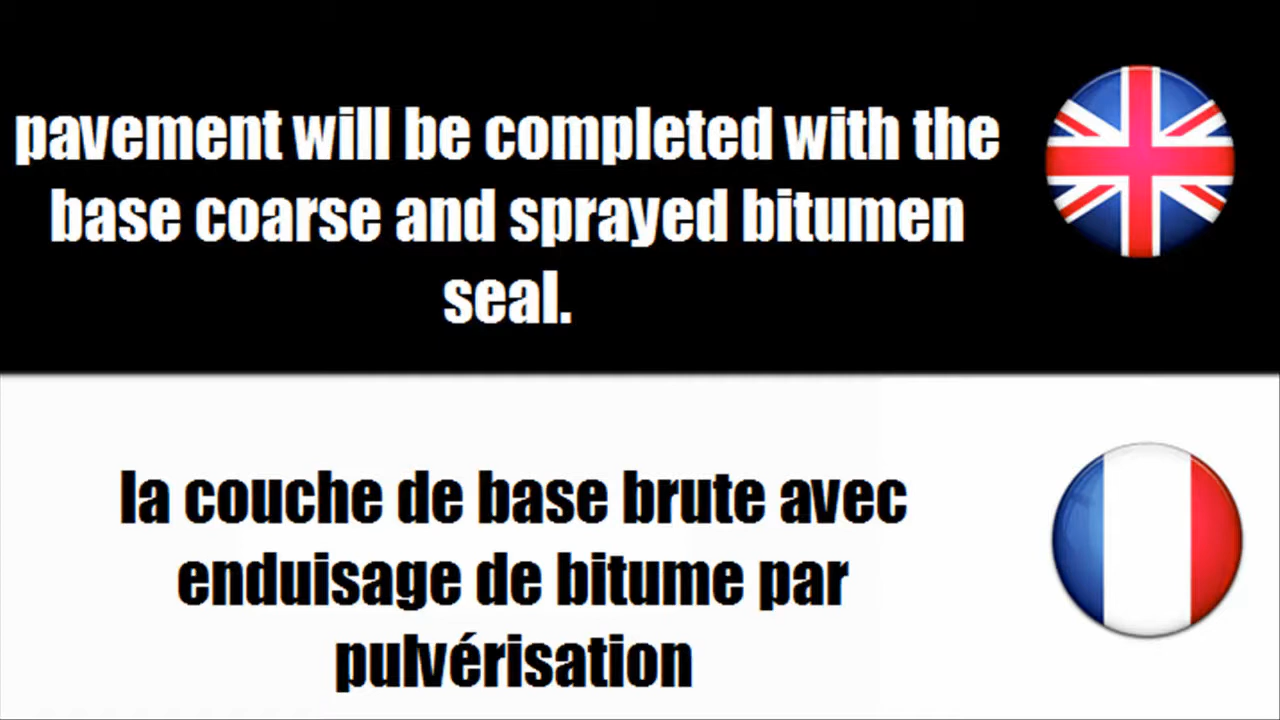 pavement will be completed with the
base coarse and sprayed bitumen
seal.
la couche de base brute avec
enduisage de bitume par
pulvérisation